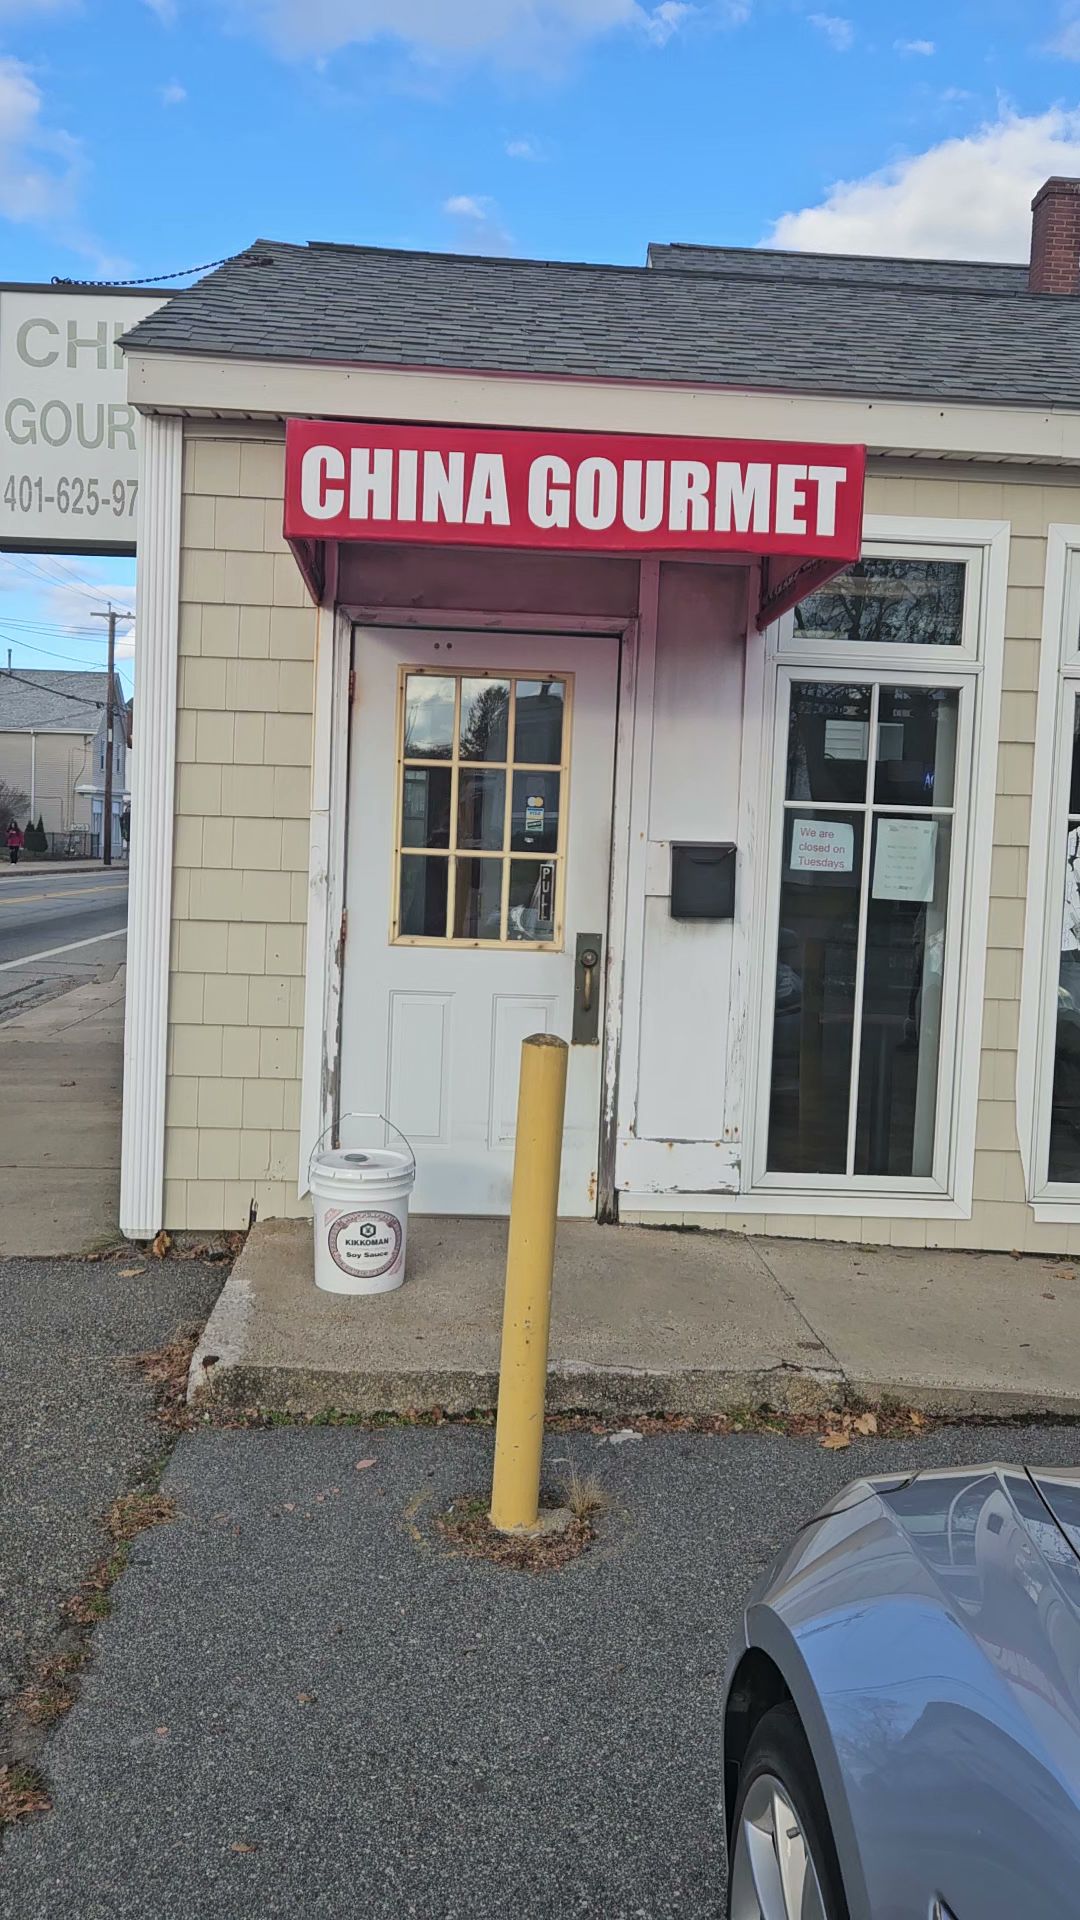 CHI
GOUR
401-625-97
CHINA GOURMET
We are
closed on
Tuesdays
PULL
KIKKOMAN
Soy Sauce